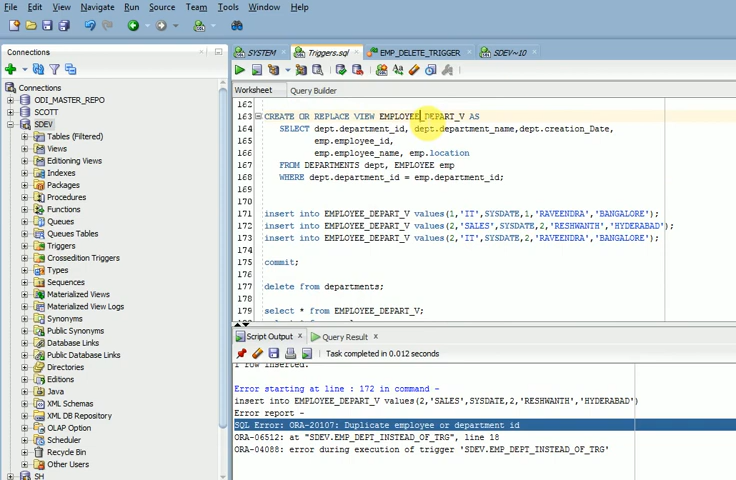 File Edit View Navigate Run Team Tools Window Help
Connections
Connections
ODI_MASTER_REPO
SCOTT
SDEV
Tables (Filtered)
Views
Editioning Views
Indexes
Packages
Procedures
Functions
Queues
Queues Tables
Triggers
Crossedition Triggers
Types
Sequences
Materialized Views
Materialized View Logs
Synonyms
Public Synonyms
Database Links
Public Database Links
Directories
Editions
Java
XML Schemas
XML DB Repository
OLAP Option
Scheduler
Recycle Bin
Other Users
SH
SYSTEM Triggers.sql EMP_DELETE_TRIGGER SDEV~10
Worksheet Query Builder
162
163 CREATE OR REPLACE VIEW EMPLOYEE_DEPART_V AS
164 SELECT dept.department_id, dept.department_name,dept.creation_Date,
165 emp.employee_id,
166 emp.employee_name, emp.location
167 FROM DEPARTMENTS dept, EMPLOYEE emp
168 WHERE dept.department_id = emp.department_id;
170
171 insert into EMPLOYEE_DEPART_V values(1,'IT',SYSDATE,1,'RAVEENDRA','BANGALORE');
172 insert into EMPLOYEE_DEPART_V values(2,'SALES',SYSDATE,2,'RESHWANTH','HYDERABAD');
173 insert into EMPLOYEE_DEPART_V values(2,'IT',SYSDATE,2,'RAVEENDRA','BANGALORE');
174
175 commit;
176
177 delete from departments;
178
179 select * from EMPLOYEE_DEPART_V;
Script Output Query Result
Task completed in 0.012 seconds
1 row inserted.
Error starting at line : 172 in command -
insert into EMPLOYEE_DEPART_V values(2,'SALES',SYSDATE,2,'RESHWANTH','HYDERABAD')
Error report -
SQL Error: ORA-20107: Duplicate employee or department id
ORA-06512: at "SDEV.EMP_DEPT_INSTEAD_OF_TRG", line 18
ORA-04088: error during execution of trigger 'SDEV.EMP_DEPT_INSTEAD_OF_TRG'